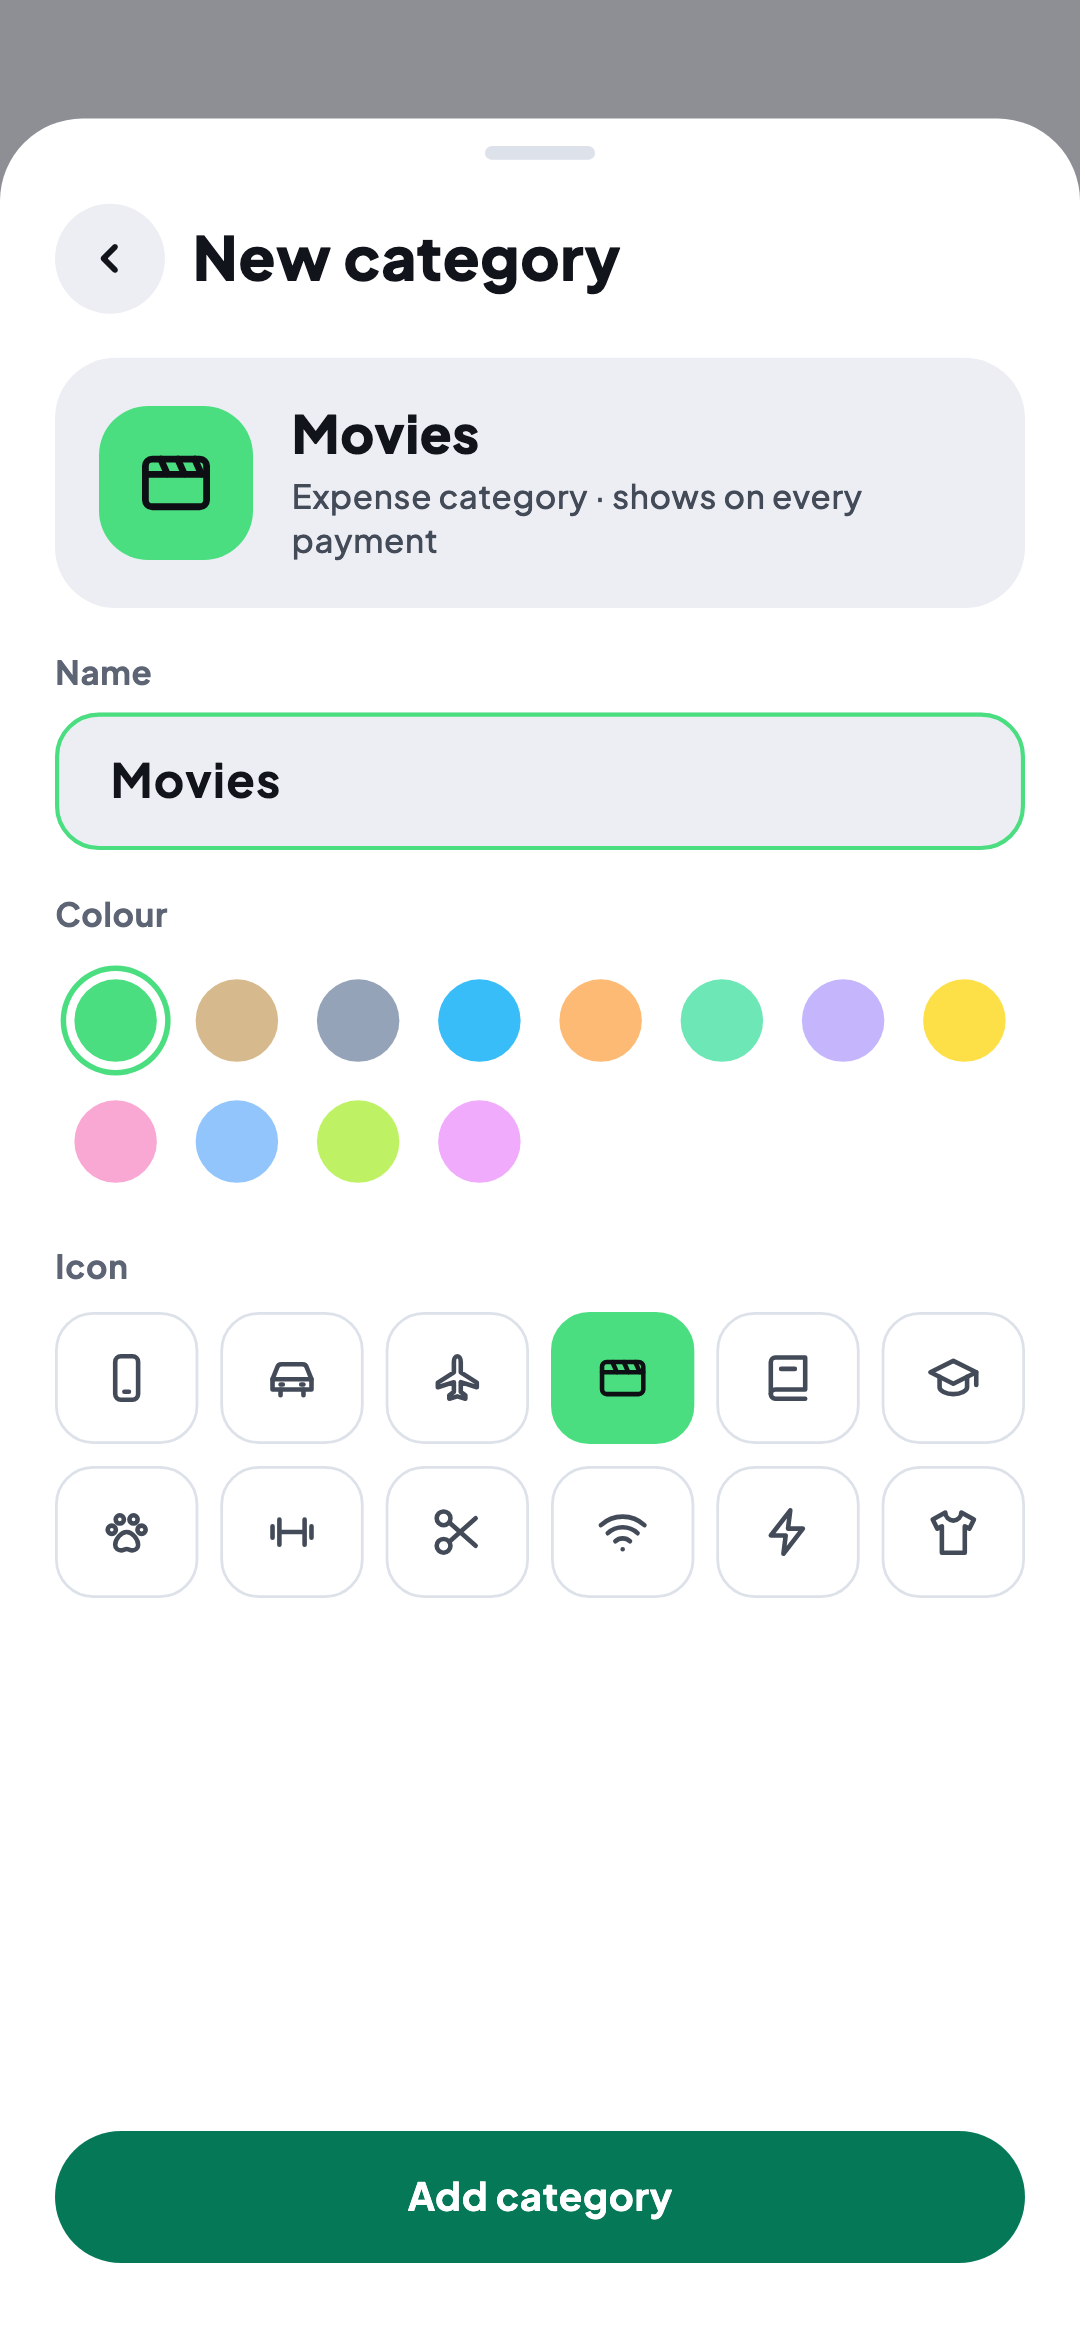 New category
Movies
Expense category · shows on every
payment
Name
Movies
Colour
Icon
Add category